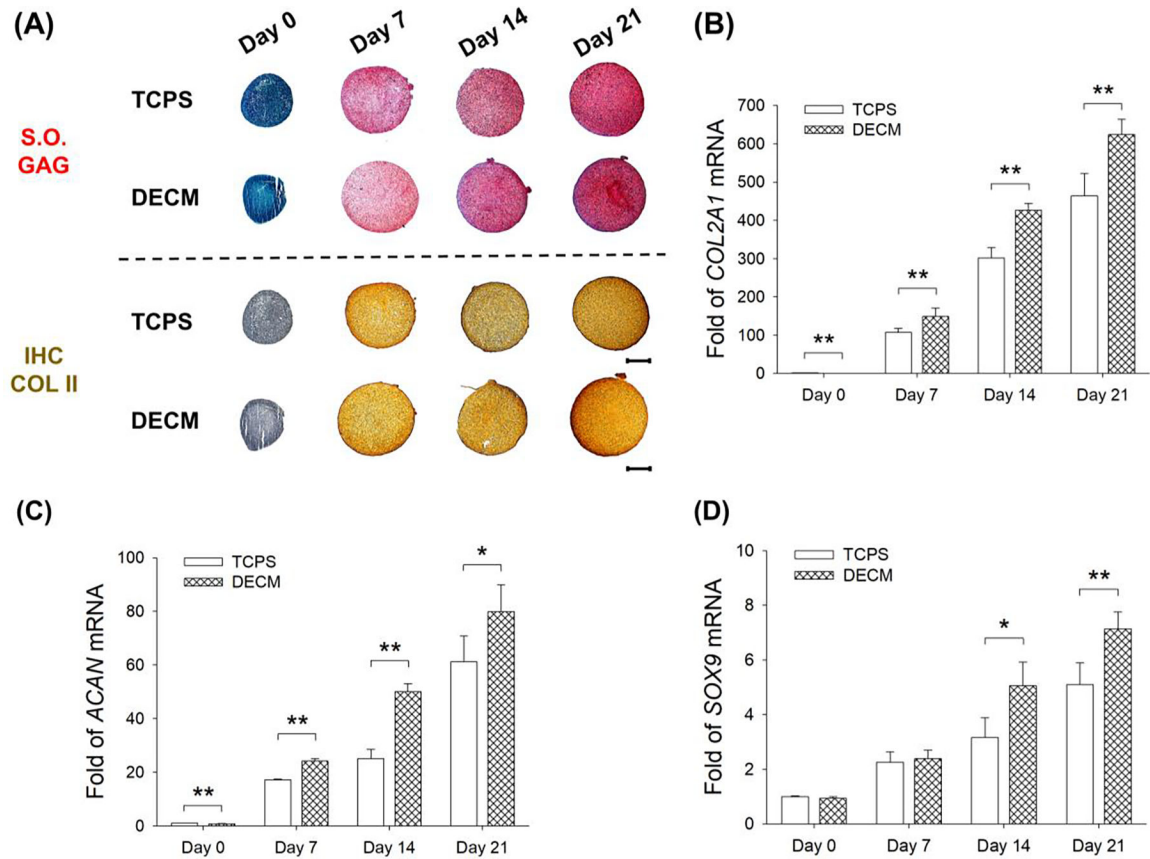 (A)
Day 0 Day 7 Day 14 Day 21
TCPS
S.O.
GAG
DECM
TCPS
IHC
COL II
DECM
(B)
**
700
TCPS
DECM
600
**
500
400
300
**
200
100
**
0
Fold of COL2A1 mRNA
Day 0 Day 7 Day 14 Day 21
(C)
100
TCPS
DECM
*
80
**
60
40
**
20
**
0
Fold of ACAN mRNA
Day 0 Day 7 Day 14 Day 21
(D)
10
TCPS
DECM
**
8
*
6
4
2
0
Fold of SOX9 mRNA
Day 0 Day 7 Day 14 Day 21